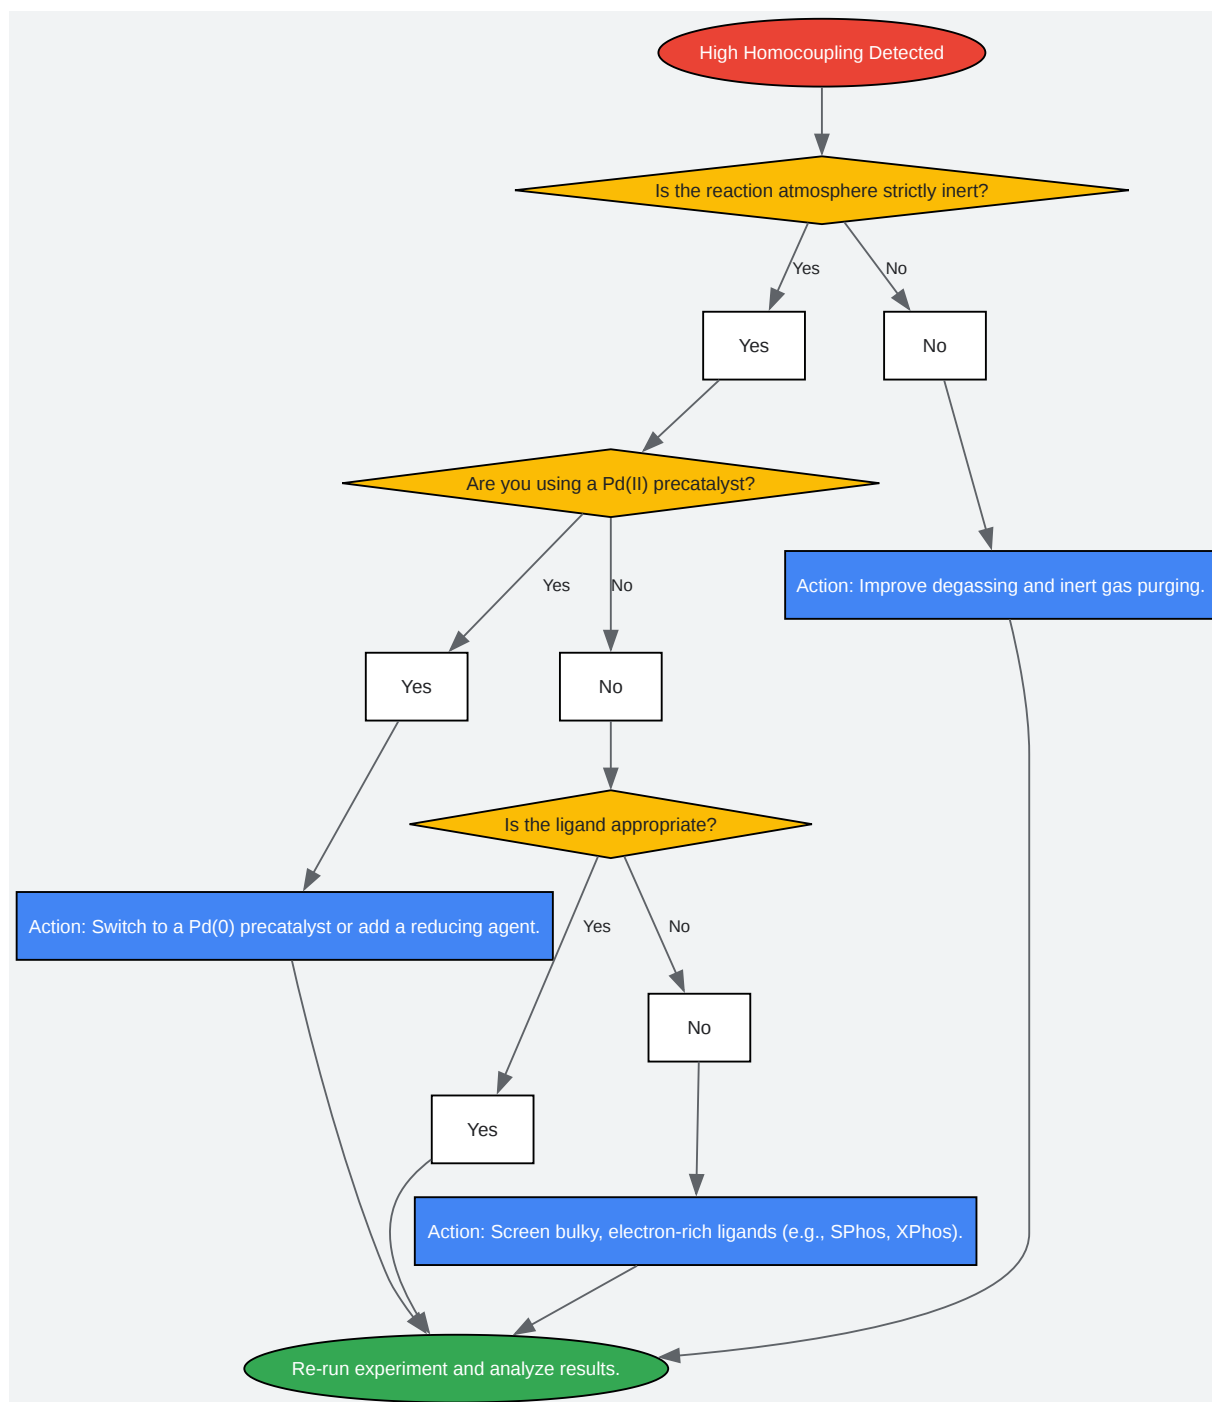 High Homocoupling Detected
Is the reaction atmosphere strictly inert?
Yes
No
Yes
No
Are you using a Pd(II) precatalyst?
Yes
No
Action: Improve degassing and inert gas purging.
Yes
No
Is the ligand appropriate?
Action: Switch to a Pd(0) precatalyst or add a reducing agent.
Yes
No
No
Yes
Action: Screen bulky, electron-rich ligands (e.g., SPhos, XPhos).
Re-run experiment and analyze results.